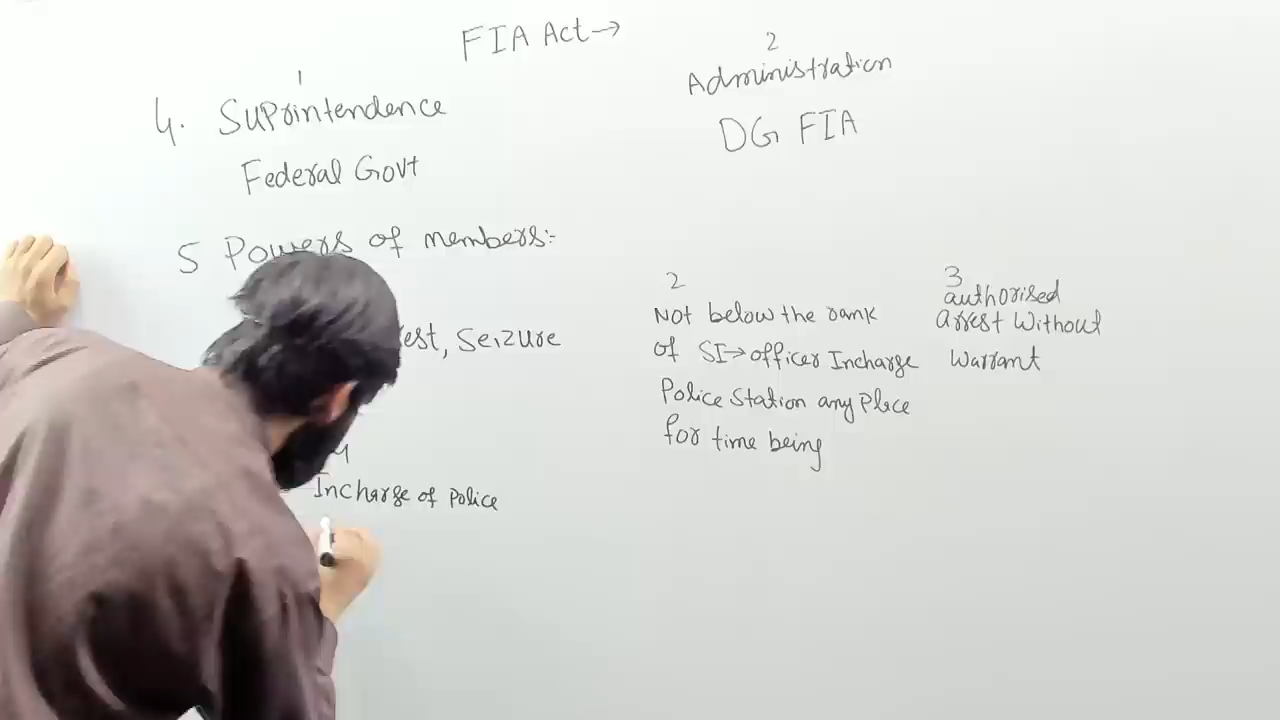 FIA Act→
1
4. Suprintendence
Federal Govt
2
Administration
DG FIA
5 Powers of members:-
Seizure
2
Not below the rank
of SI→officer Incharge
Police Station any Place
for time being
3
authorised
arrest Without
Warrant
4
Incharge of Police